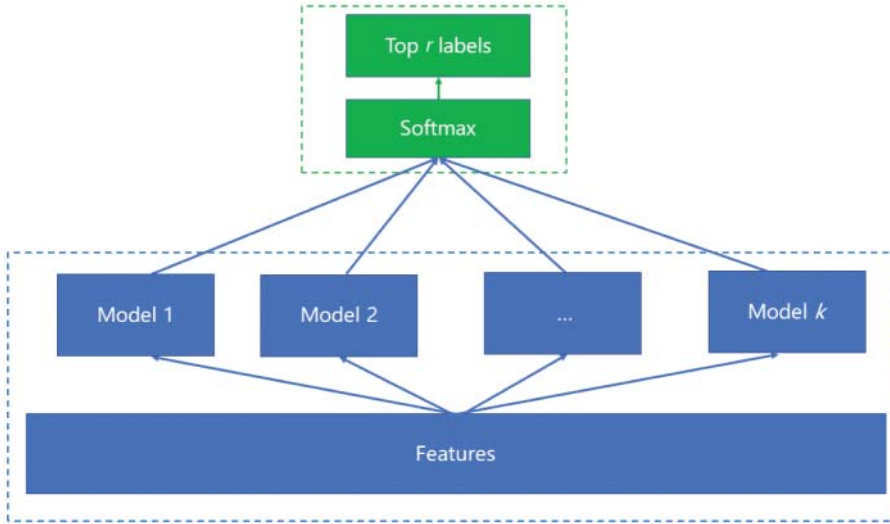 Top r labels
Softmax
Model 1
Model 2
...
Model k
Features